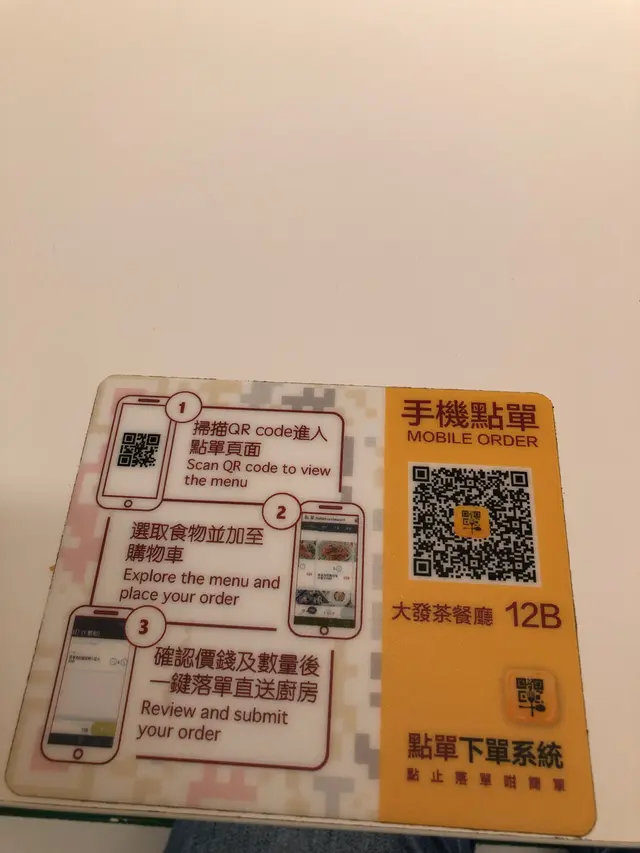 1
掃描QR code進入
點單頁面
Scan QR code to view
the menu
2
選取食物並加至
購物車
Explore the menu and
place your order
3
確認價錢及數量後
一鍵落單直送廚房
Review and submit
your order
手機點單
MOBILE ORDER
大發茶餐廳 12B
點單下單系統
點止落單咁簡單